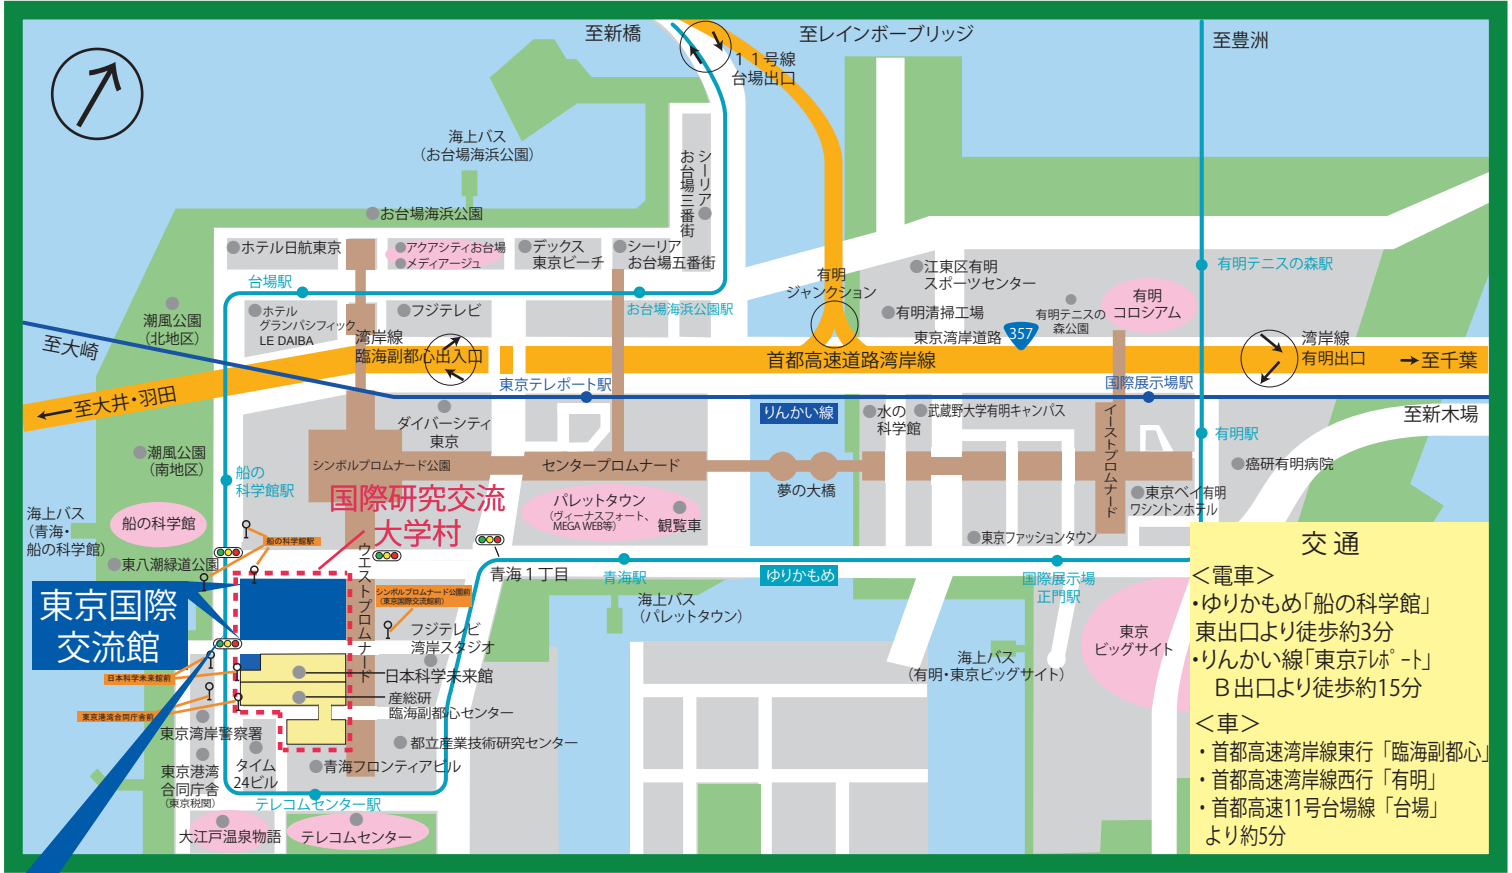 至新橋
至レインボーブリッジ
至豊洲
11号線
台場出口
海上バス
(お台場海浜公園)
シーリア
お台場三番街
お台場海浜公園
ホテル日航東京
アクアシティお台場
メディアージュ
デックス
東京ビーチ
シーリア
お台場五番街
台場駅
お台場海浜公園駅
有明
ジャンクション
江東区有明
スポーツセンター
有明テニスの森駅
潮風公園
(北地区)
ホテル
グランパシフィック
LE DAIBA
フジテレビ
有明清掃工場
有明テニスの
森公園
有明
コロシアム
至大崎
湾岸線
臨海副都心出入口
東京湾岸道路
357
首都高速道路湾岸線
湾岸線
有明出口
→至千葉
←至大井・羽田
東京テレポート駅
国際展示場駅
ダイバーシティ
東京
りんかい線
水の
科学館
武蔵野大学有明キャンパス
至新木場
イーストプロムナード
有明駅
潮風公園
(南地区)
船の
科学館駅
シンボルプロムナード公園
センタープロムナード
夢の大橋
癌研有明病院
東京ベイ有明
ワシントンホテル
国際研究交流
大学村
パレットタウン
(ヴィーナスフォート、
MEGA WEB等)
観覧車
海上バス
(青海・
船の科学館)
船の科学館
船の科学館駅
東八潮緑道公園
東京ファッションタウン
ウエストプロムナード
青海1丁目
青海駅
ゆりかもめ
国際展示場
正門駅
東京国際
交流館
シンボルプロムナード公園前
(東京国際交流館前)
海上バス
(パレットタウン)
フジテレビ
湾岸スタジオ
東京
ビッグサイト
海上バス
(有明・東京ビッグサイト)
日本科学未来館前
日本科学未来館
産総研
臨海副都心センター
東京港湾合同庁舎前
東京湾岸警察署
都立産業技術研究センター
東京港湾
合同庁舎
(東京税関)
タイム
24ビル
青海フロンティアビル
テレコムセンター駅
大江戸温泉物語
テレコムセンター
交通
<電車>
・ゆりかもめ「船の科学館」
東出口より徒歩約3分
・りんかい線「東京ﾃﾚﾎﾟｰﾄ」
B出口より徒歩約15分
<車>
・首都高速湾岸線東行「臨海副都心」
・首都高速湾岸線西行「有明」
・首都高速11号台場線「台場」
より約5分